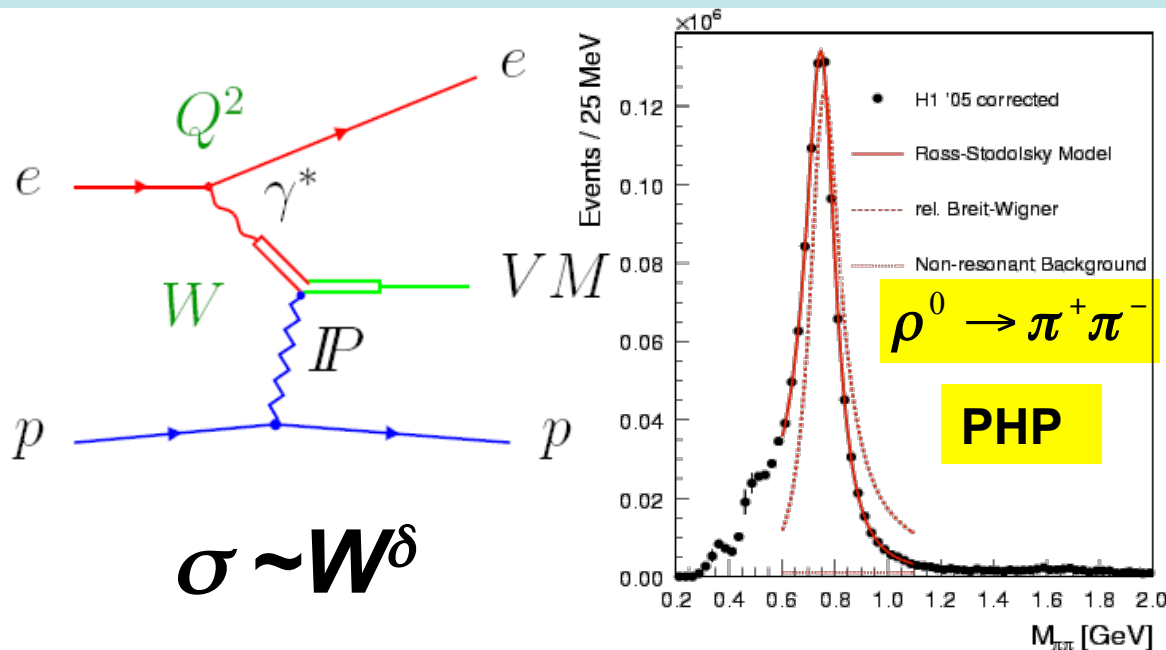 e
Q²
γ*
e
W
VM
IP
p
p
σ ~W^δ
×10⁶
Events / 25 MeV
0.12
0.10
0.08
0.06
0.04
0.02
0.00
H1 '05 corrected
Ross-Stodolsky Model
rel. Breit-Wigner
Non-resonant Background
ρ⁰ → π⁺π⁻
PHP
0.2 0.4 0.6 0.8 1.0 1.2 1.4 1.6 1.8 2.0
M_ππ [GeV]